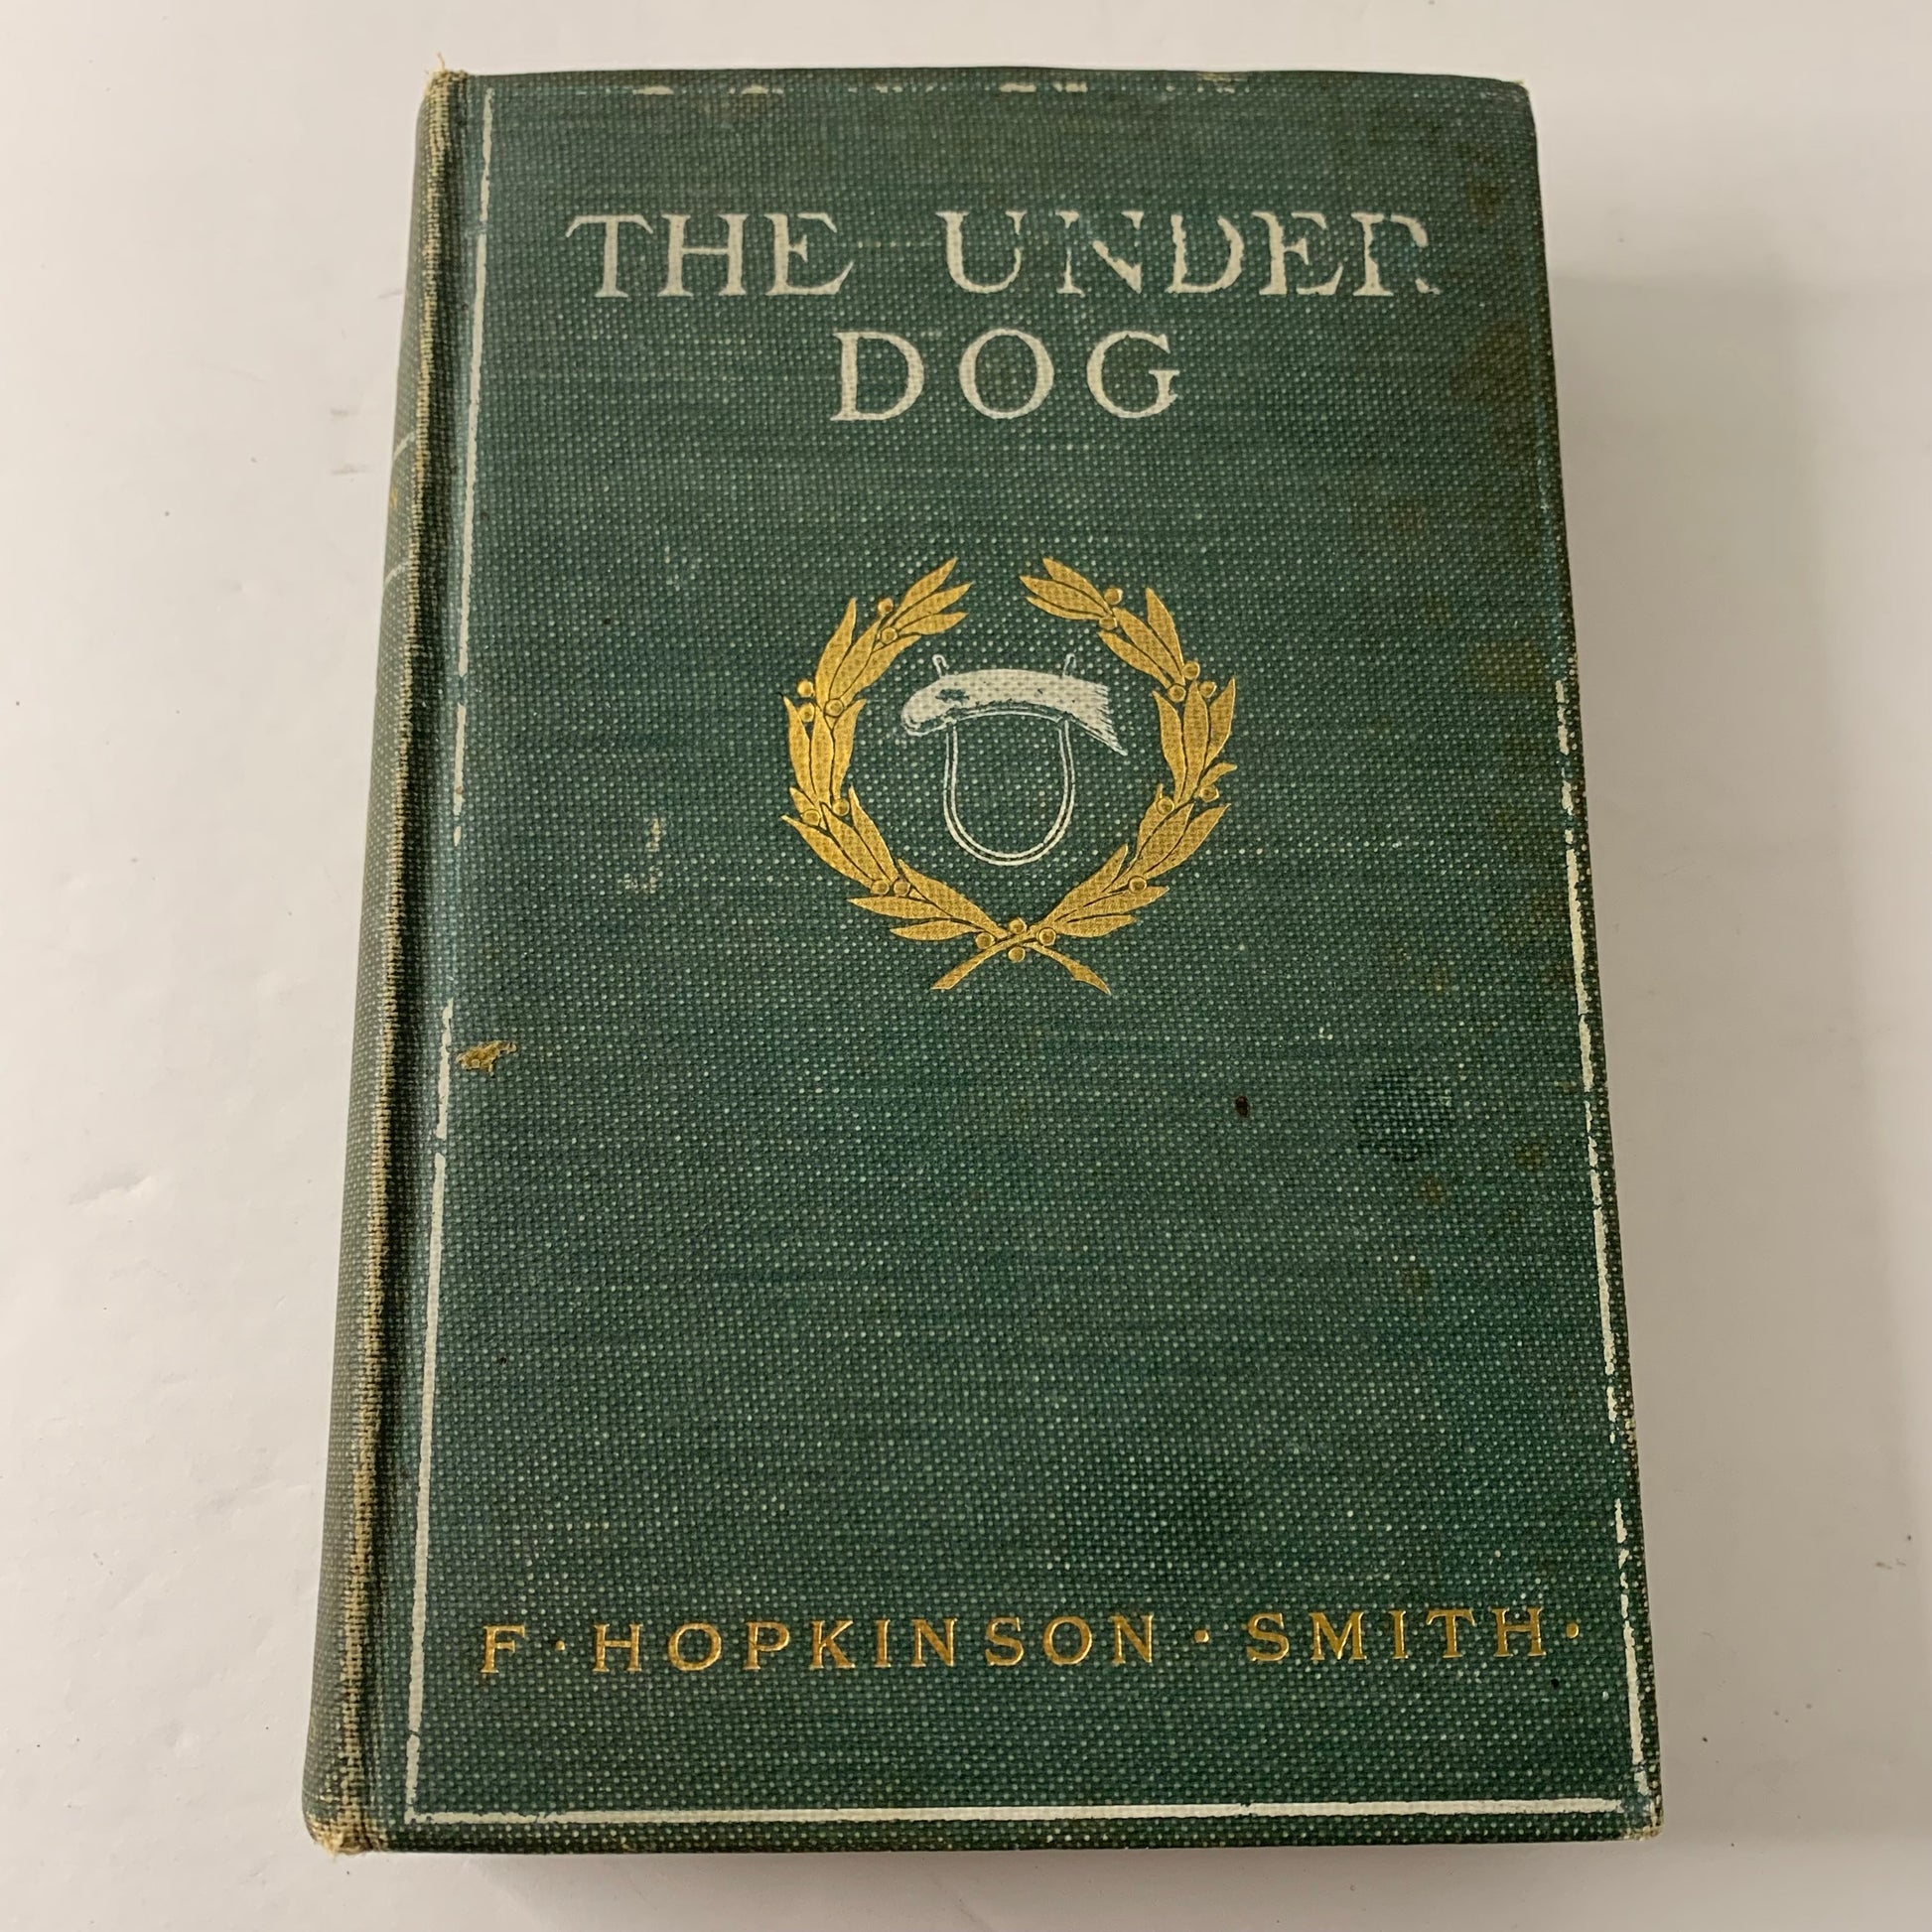 THE UNDER
DOG
F · HOPKINSON · SMITH ·